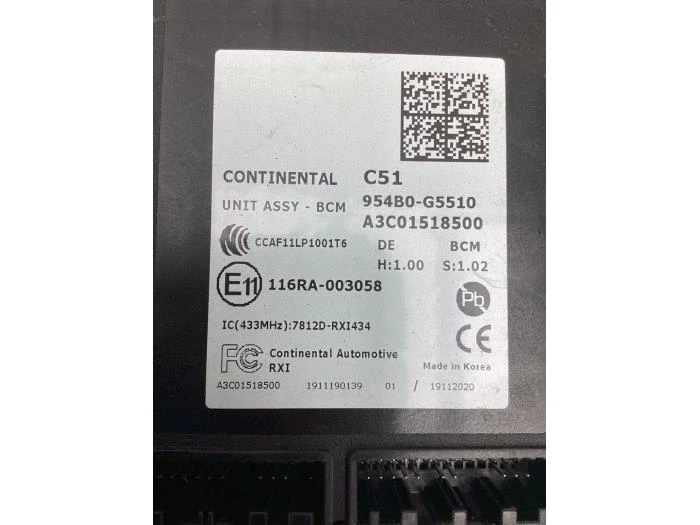 CONTINENTAL C51
UNIT ASSY - BCM 954B0-G5510
A3C01518500
CCAF11LP1001T6 DE BCM
H:1.00 S:1.02
E11 116RA-003058
Pb
IC(433MHz):7812D-RXI434
CE
FC Continental Automotive
RXI Made in Korea
A3C01518500 1911190139 01 / 19112020